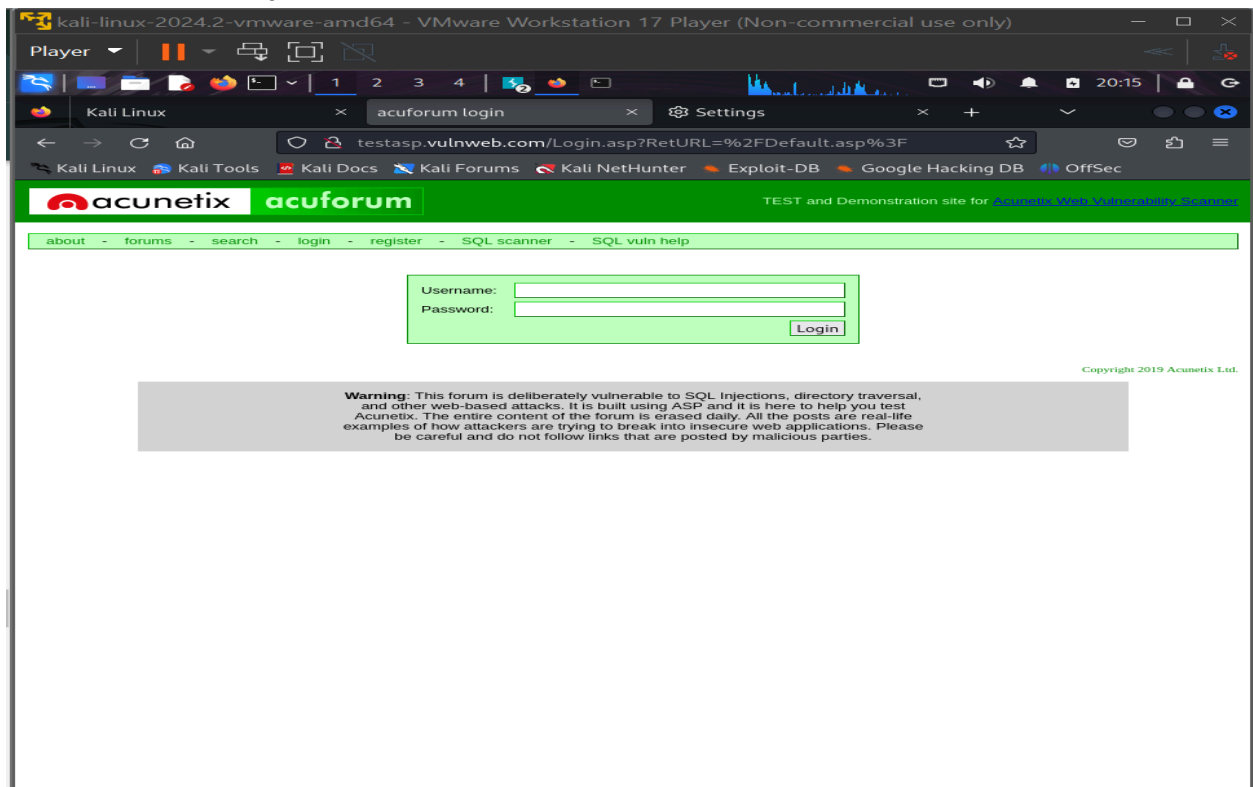 kali-linux-2024.2-vmware-amd64 - VMware Workstation 17 Player (Non-commercial use only)
Player
1 2 3 4 2 20:15
Kali Linux acuforum login Settings
testasp.vulnweb.com/Login.asp?RetURL=%2FDefault.asp%3F
Kali Linux Kali Tools Kali Docs Kali Forums Kali NetHunter Exploit-DB Google Hacking DB OffSec
acunetix acuforum TEST and Demonstration site for Acunetix Web Vulnerability Scanner
about - forums - search - login - register - SQL scanner - SQL vuln help
Username:
Password:
Login
Copyright 2019 Acunetix Ltd.
Warning: This forum is deliberately vulnerable to SQL Injections, directory traversal,
and other web-based attacks. It is built using ASP and it is here to help you test
Acunetix. The entire content of the forum is erased daily. All the posts are real-life
examples of how attackers are trying to break into insecure web applications. Please
be careful and do not follow links that are posted by malicious parties.